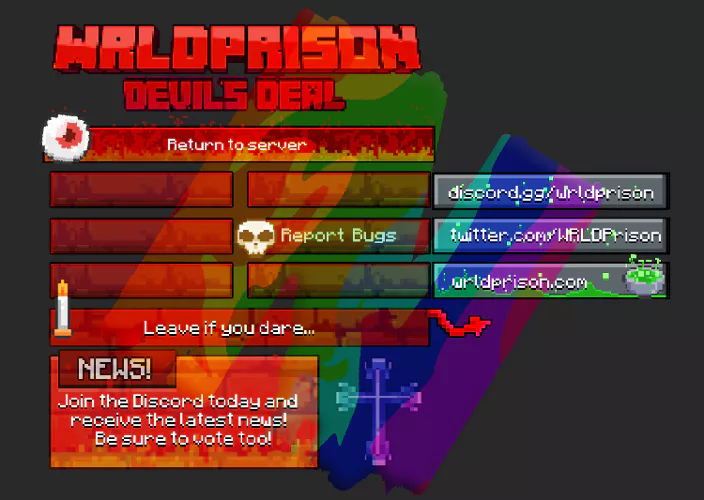 WRLDPRISON
DEVIL'S DEAL
Return to server
discord.gg/Wrldprison
Report Bugs
twitter.com/WRLDPrison
wrldprison.com
Leave if you dare...
NEWS!
Join the Discord today and
receive the latest news!
Be sure to vote too!